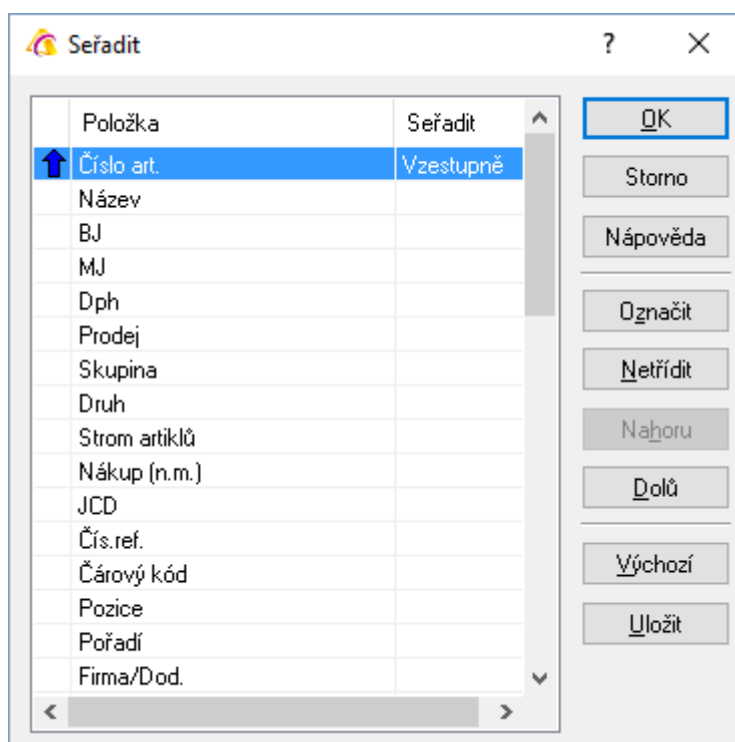 Seřadit
?
Položka Seřadit
Číslo art. Vzestupně
Název
BJ
MJ
Dph
Prodej
Skupina
Druh
Strom artiklů
Nákup (n.m.)
JCD
Čís.ref.
Čárový kód
Pozice
Pořadí
Firma/Dod.
OK
Storno
Nápověda
Označit
Netřídit
Nahoru
Dolů
Výchozí
Uložit